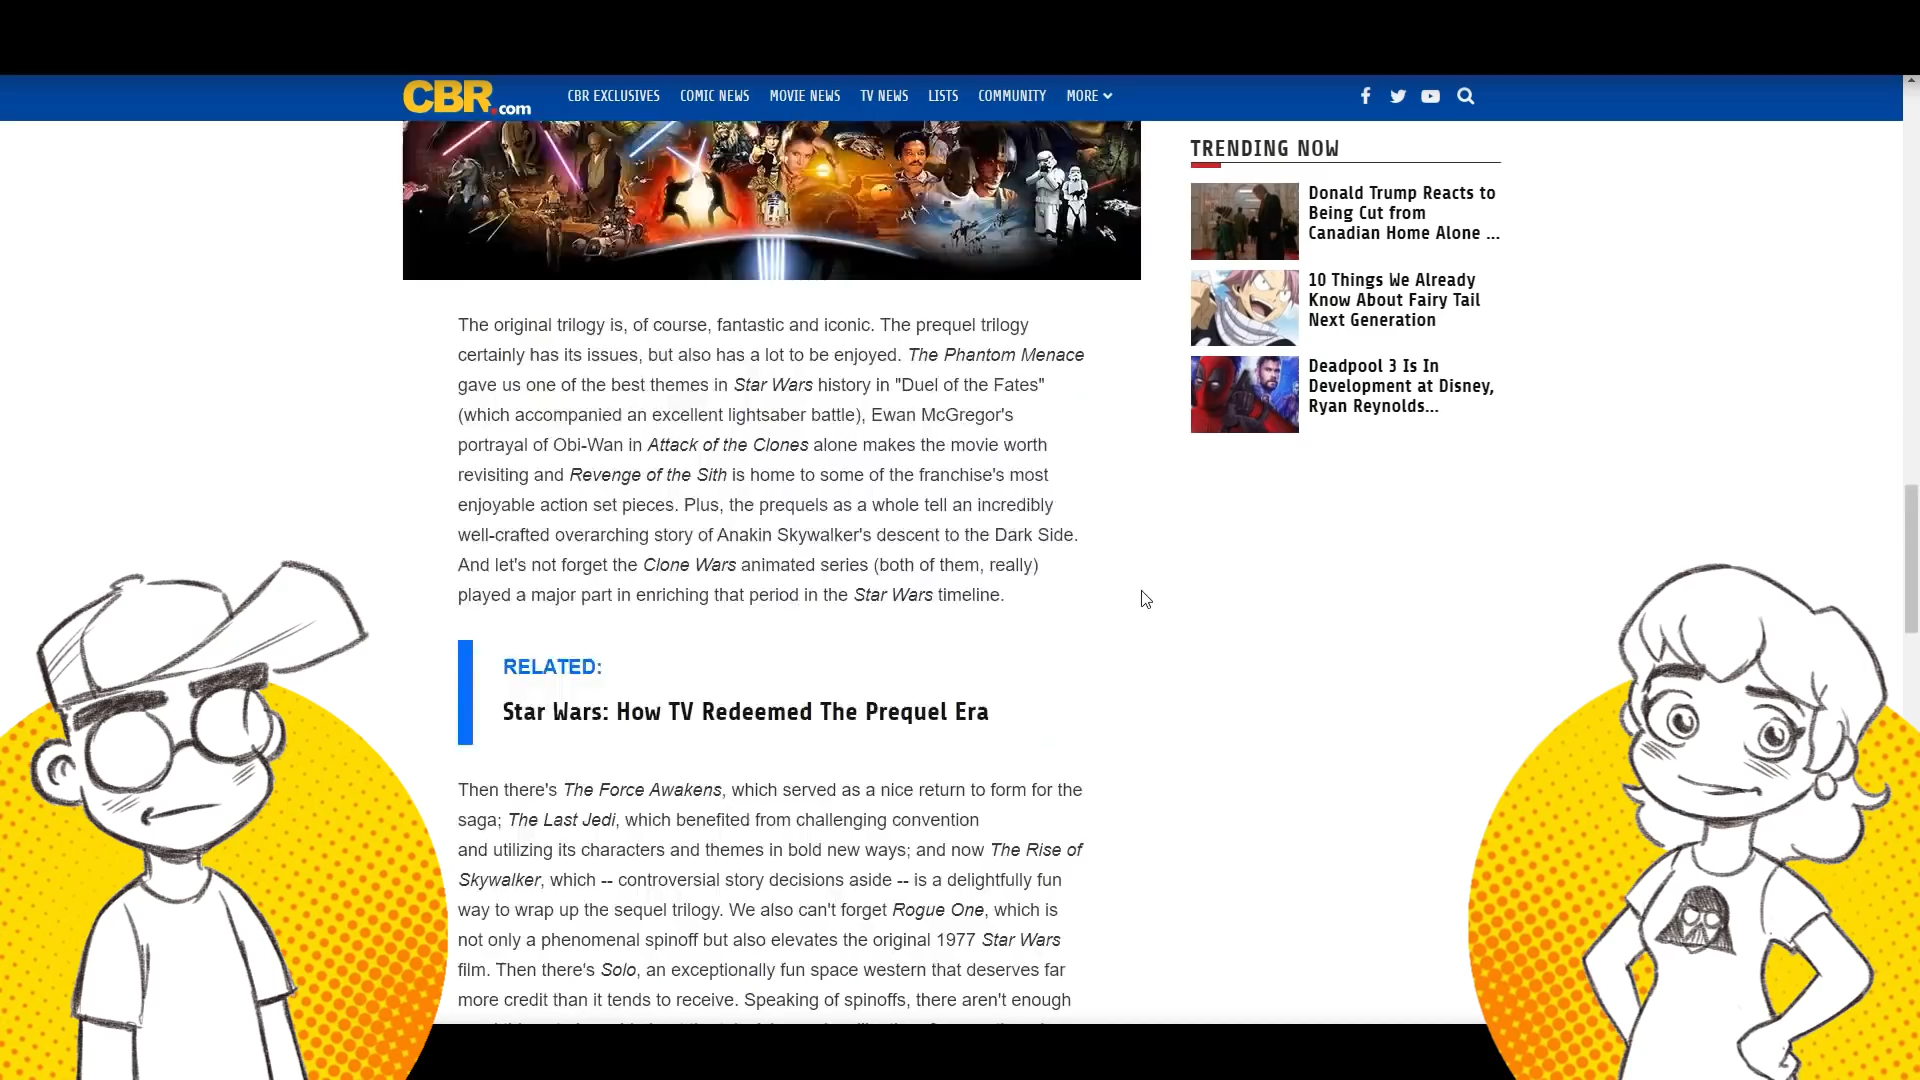 CBR.com
CBR EXCLUSIVES COMIC NEWS MOVIE NEWS TV NEWS LISTS COMMUNITY MORE
The original trilogy is, of course, fantastic and iconic. The prequel trilogy
certainly has its issues, but also has a lot to be enjoyed. The Phantom Menace
gave us one of the best themes in Star Wars history in "Duel of the Fates"
(which accompanied an excellent lightsaber battle), Ewan McGregor's
portrayal of Obi-Wan in Attack of the Clones alone makes the movie worth
revisiting and Revenge of the Sith is home to some of the franchise's most
enjoyable action set pieces. Plus, the prequels as a whole tell an incredibly
well-crafted overarching story of Anakin Skywalker's descent to the Dark Side.
And let's not forget the Clone Wars animated series (both of them, really)
played a major part in enriching that period in the Star Wars timeline.
RELATED:
Star Wars: How TV Redeemed The Prequel Era
Then there's The Force Awakens, which served as a nice return to form for the
saga; The Last Jedi, which benefited from challenging convention
and utilizing its characters and themes in bold new ways; and now The Rise of
Skywalker, which -- controversial story decisions aside -- is a delightfully fun
way to wrap up the sequel trilogy. We also can't forget Rogue One, which is
not only a phenomenal spinoff but also elevates the original 1977 Star Wars
film. Then there's Solo, an exceptionally fun space western that deserves far
more credit than it tends to receive. Speaking of spinoffs, there aren't enough
TRENDING NOW
Donald Trump Reacts to
Being Cut from
Canadian Home Alone ...
10 Things We Already
Know About Fairy Tail
Next Generation
Deadpool 3 Is In
Development at Disney,
Ryan Reynolds...